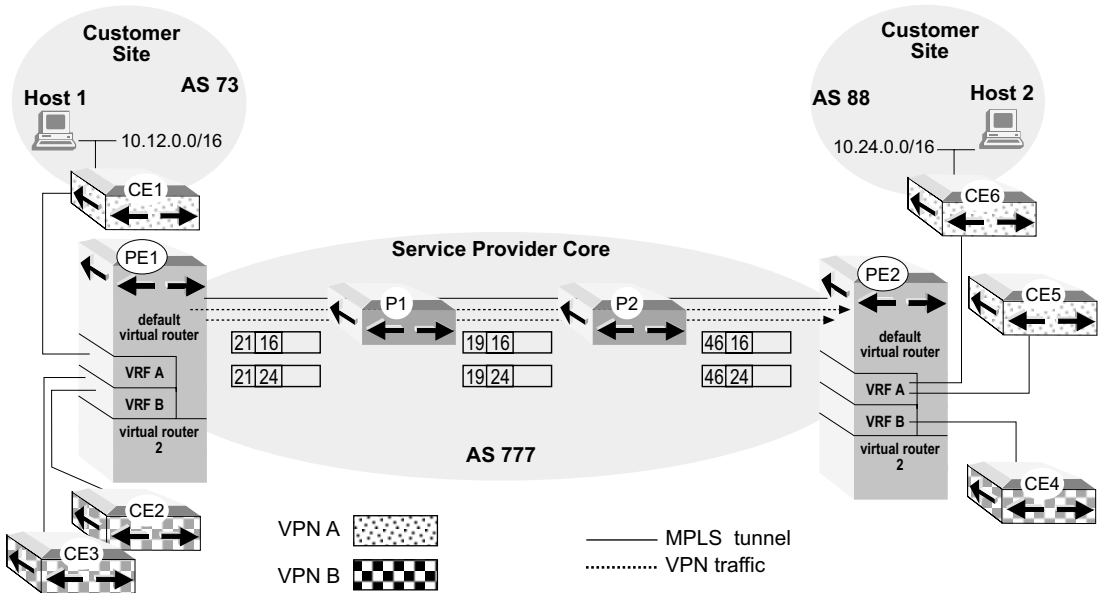 Customer
Site
AS 73
Host 1
10.12.0.0/16
CE1
Customer
Site
AS 88
Host 2
10.24.0.0/16
CE6
Service Provider Core
PE1
default
virtual router
VRF A
VRF B
virtual router
2
P1
P2
21 16
21 24
19 16
19 24
46 16
46 24
AS 777
PE2
default
virtual router
VRF A
VRF B
virtual router
2
CE5
CE4
CE2
CE3
VPN A
VPN B
MPLS tunnel
VPN traffic